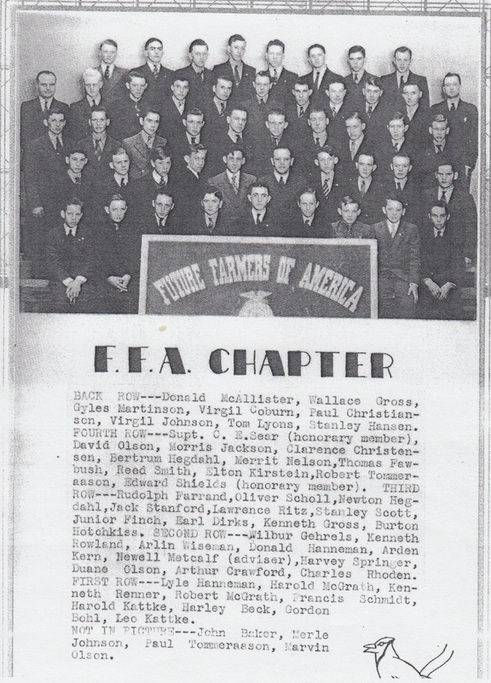 FUTURE FARMERS OF AMERICA
F.F.A. CHAPTER
BACK ROW---Donald McAllister, Wallace Gross,
Gyles Martinson, Virgil Coburn, Paul Christian-
son, Virgil Johnson, Tom Lyons, Stanley Hansen.
FOURTH ROW---Supt. C. E.Sear (honorary member),
David Olson, Morris Jackson, Clarence Christen-
sen, Bertrum Hegdahl, Merrit Nelson,Thomas Faw-
bush, Reed Smith, Elton Kirstein,Robert Tommer-
aason, Edward Shields (honorary member). THIRD
ROW---Rudolph Farrand,Oliver Scholl,Newton Heg-
dahl,Jack Stanford,Lawrence Ritz,Stanley Scott,
Junior Finch, Earl Dirks, Kenneth Gross, Burton
Hotchkiss. SECOND ROW---Wilbur Gehrels, Kenneth
Rowland, Arlin Wiseman, Donald Hanneman, Arden
Kern, Newell Metcalf (adviser),Harvey Springer,
Duane Olson, Arthur Crawford, Charles Rhoden.
FIRST ROW---Lyle Hanneman, Harold McGrath, Ken-
neth Renner, Robert McGrath, Francis Schmidt,
Harold Kattke, Harley Beck, Gordon
Bohl, Leo Kattke.
NOT IN PICTURE---John Baker, Merle
Johnson, Paul Tommeraason, Marvin
Olson.